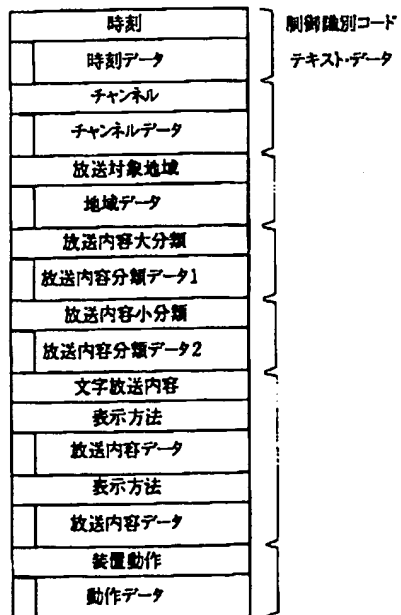 時刻 制御識別コード
時刻データ テキスト・データ
チャンネル
チャンネルデータ
放送対象地域
地域データ
放送内容大分類
放送内容分類データ1
放送内容小分類
放送内容分類データ2
文字放送内容
表示方法
放送内容データ
表示方法
放送内容データ
装置動作
動作データ